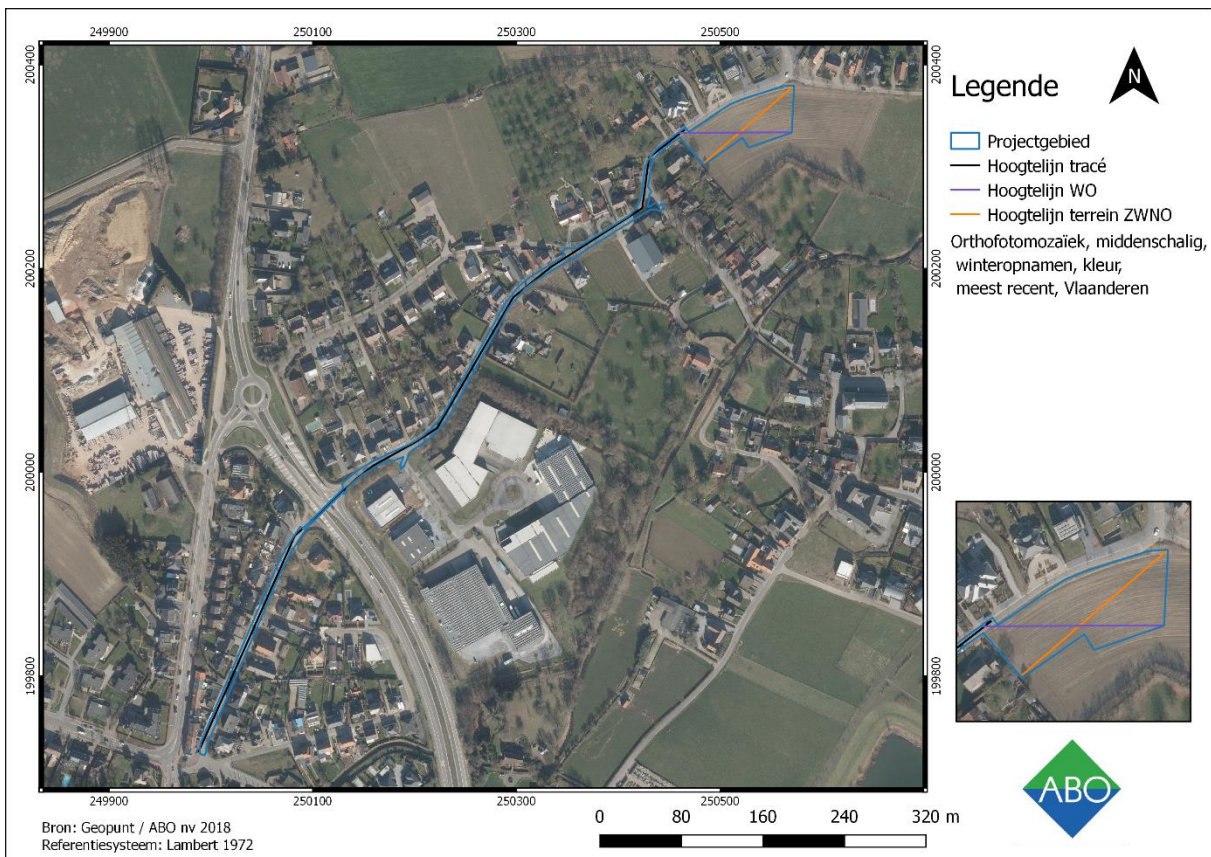 249900
250100
250300
250500
200400
200200
200000
199800
200400
200200
200000
199800
249900
250100
250300
250500
N
Legende
Projectgebied
Hoogtelijn tracé
Hoogtelijn WO
Hoogtelijn terrein ZWNO
Orthofotomozaïek, middenschalig,
winteropnamen, kleur,
meest recent, Vlaanderen
ABO
Bron: Geopunt / ABO nv 2018
Referentiesysteem: Lambert 1972
0 80 160 240 320 m